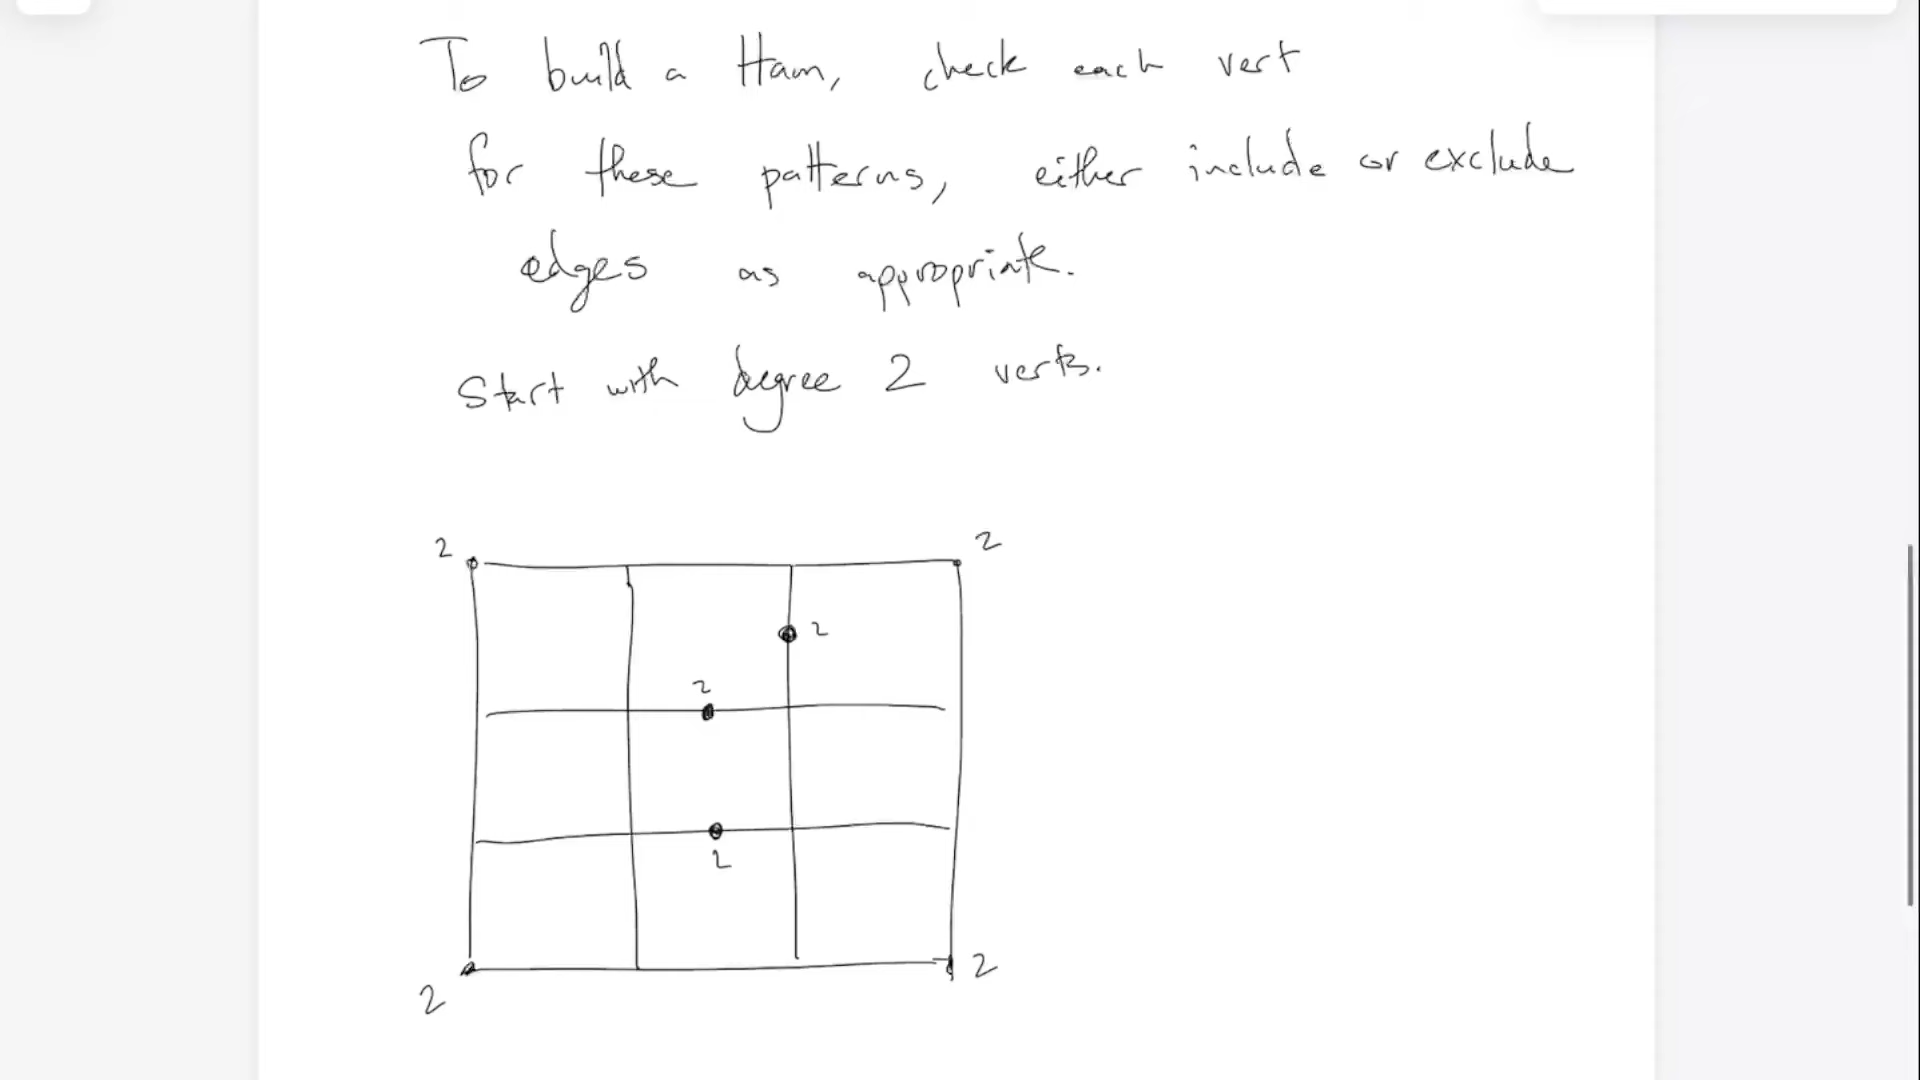 To build a Ham, check each vert
for these patterns, either include or exclude
edges as appropriate.
Start with degree 2 verts.
2
2
2
2
2
2
2